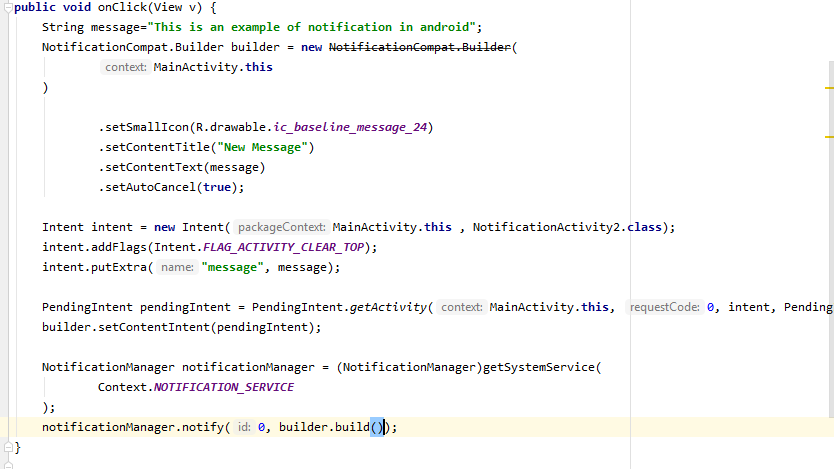 public void onClick(View v) {
String message="This is an example of notification in android";
NotificationCompat.Builder builder = new NotificationCompat.Builder(
context: MainActivity.this
)
.setSmallIcon(R.drawable.ic_baseline_message_24)
.setContentTitle("New Message")
.setContentText(message)
.setAutoCancel(true);
Intent intent = new Intent( packageContext: MainActivity.this , NotificationActivity2.class);
intent.addFlags(Intent.FLAG_ACTIVITY_CLEAR_TOP);
intent.putExtra( name: "message", message);
PendingIntent pendingIntent = PendingIntent.getActivity( context: MainActivity.this, requestCode: 0, intent, Pending
builder.setContentIntent(pendingIntent);
NotificationManager notificationManager = (NotificationManager)getSystemService(
Context.NOTIFICATION_SERVICE
);
notificationManager.notify( id: 0, builder.build());
}